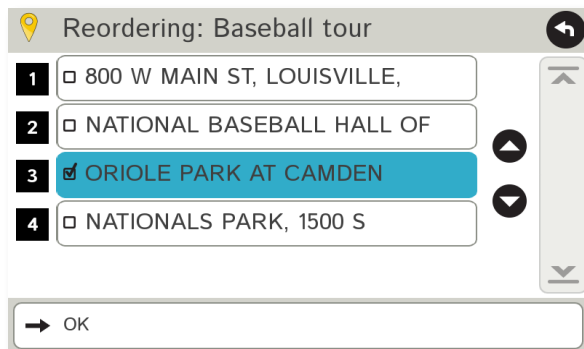 Reordering: Baseball tour
1 800 W MAIN ST, LOUISVILLE,
2 NATIONAL BASEBALL HALL OF
3 ORIOLE PARK AT CAMDEN
4 NATIONALS PARK, 1500 S
OK